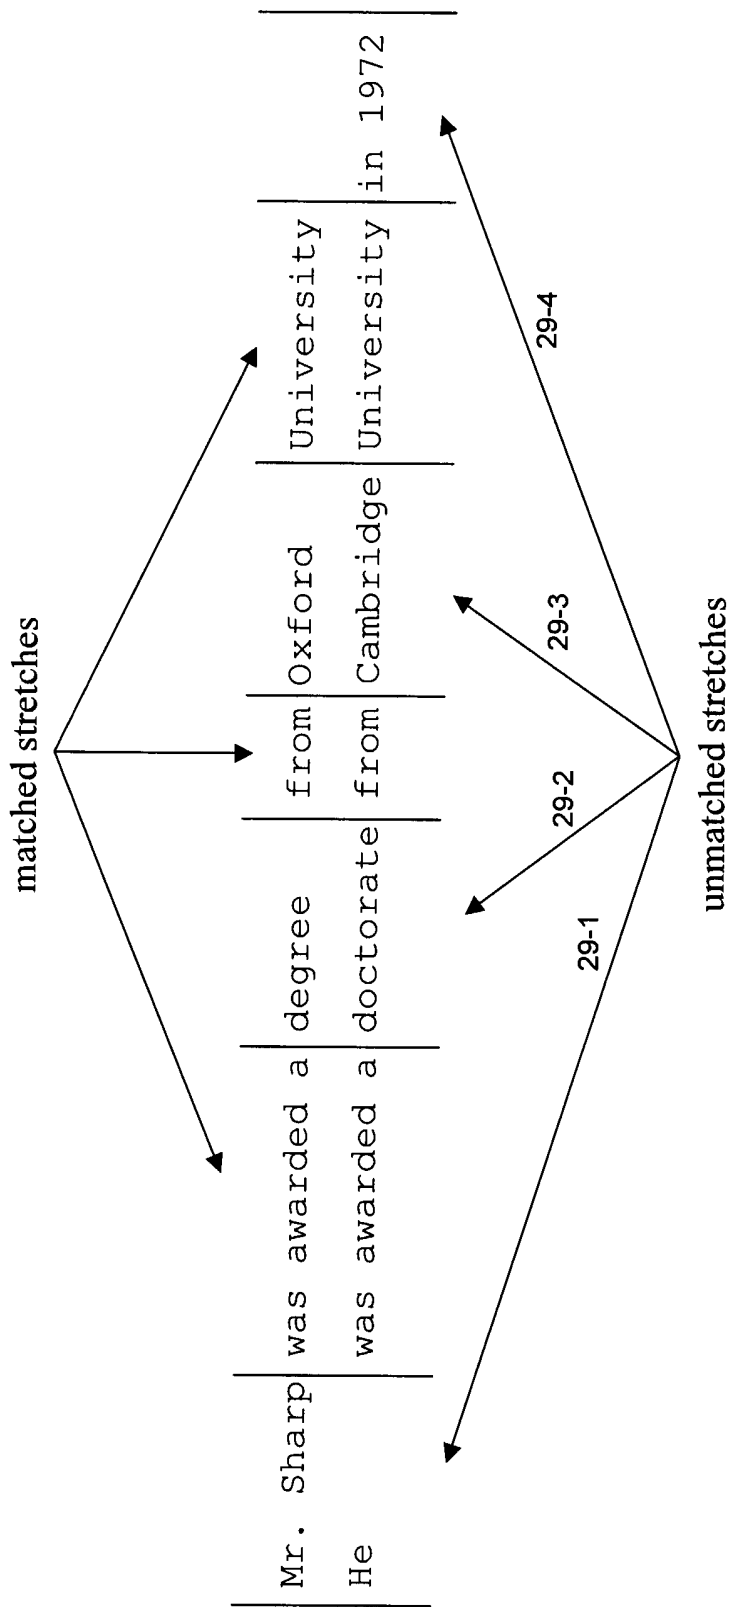 matched stretches
Mr. Sharp was awarded a degree from Oxford University
He was awarded a doctorate from Cambridge University in 1972
29-1
29-2
29-3
29-4
unmatched stretches